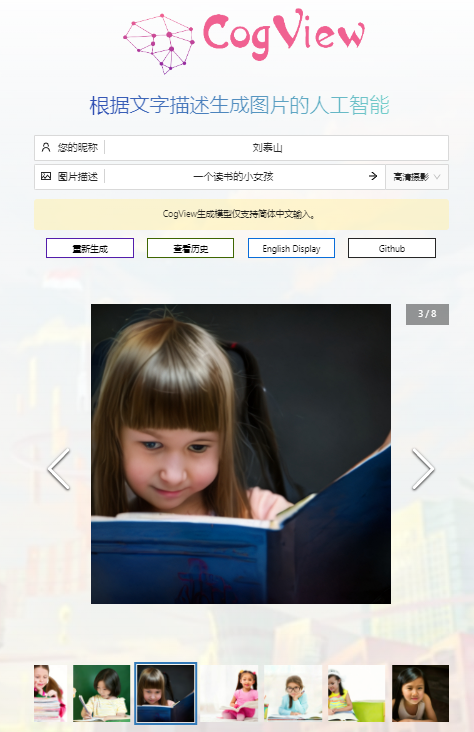 CogView
根据文字描述生成图片的人工智能
您的昵称 刘泰山
图片描述 一个读书的小女孩 高清摄影
CogView生成模型仅支持简体中文输入。
重新生成 查看历史 English Display Github
3 / 8